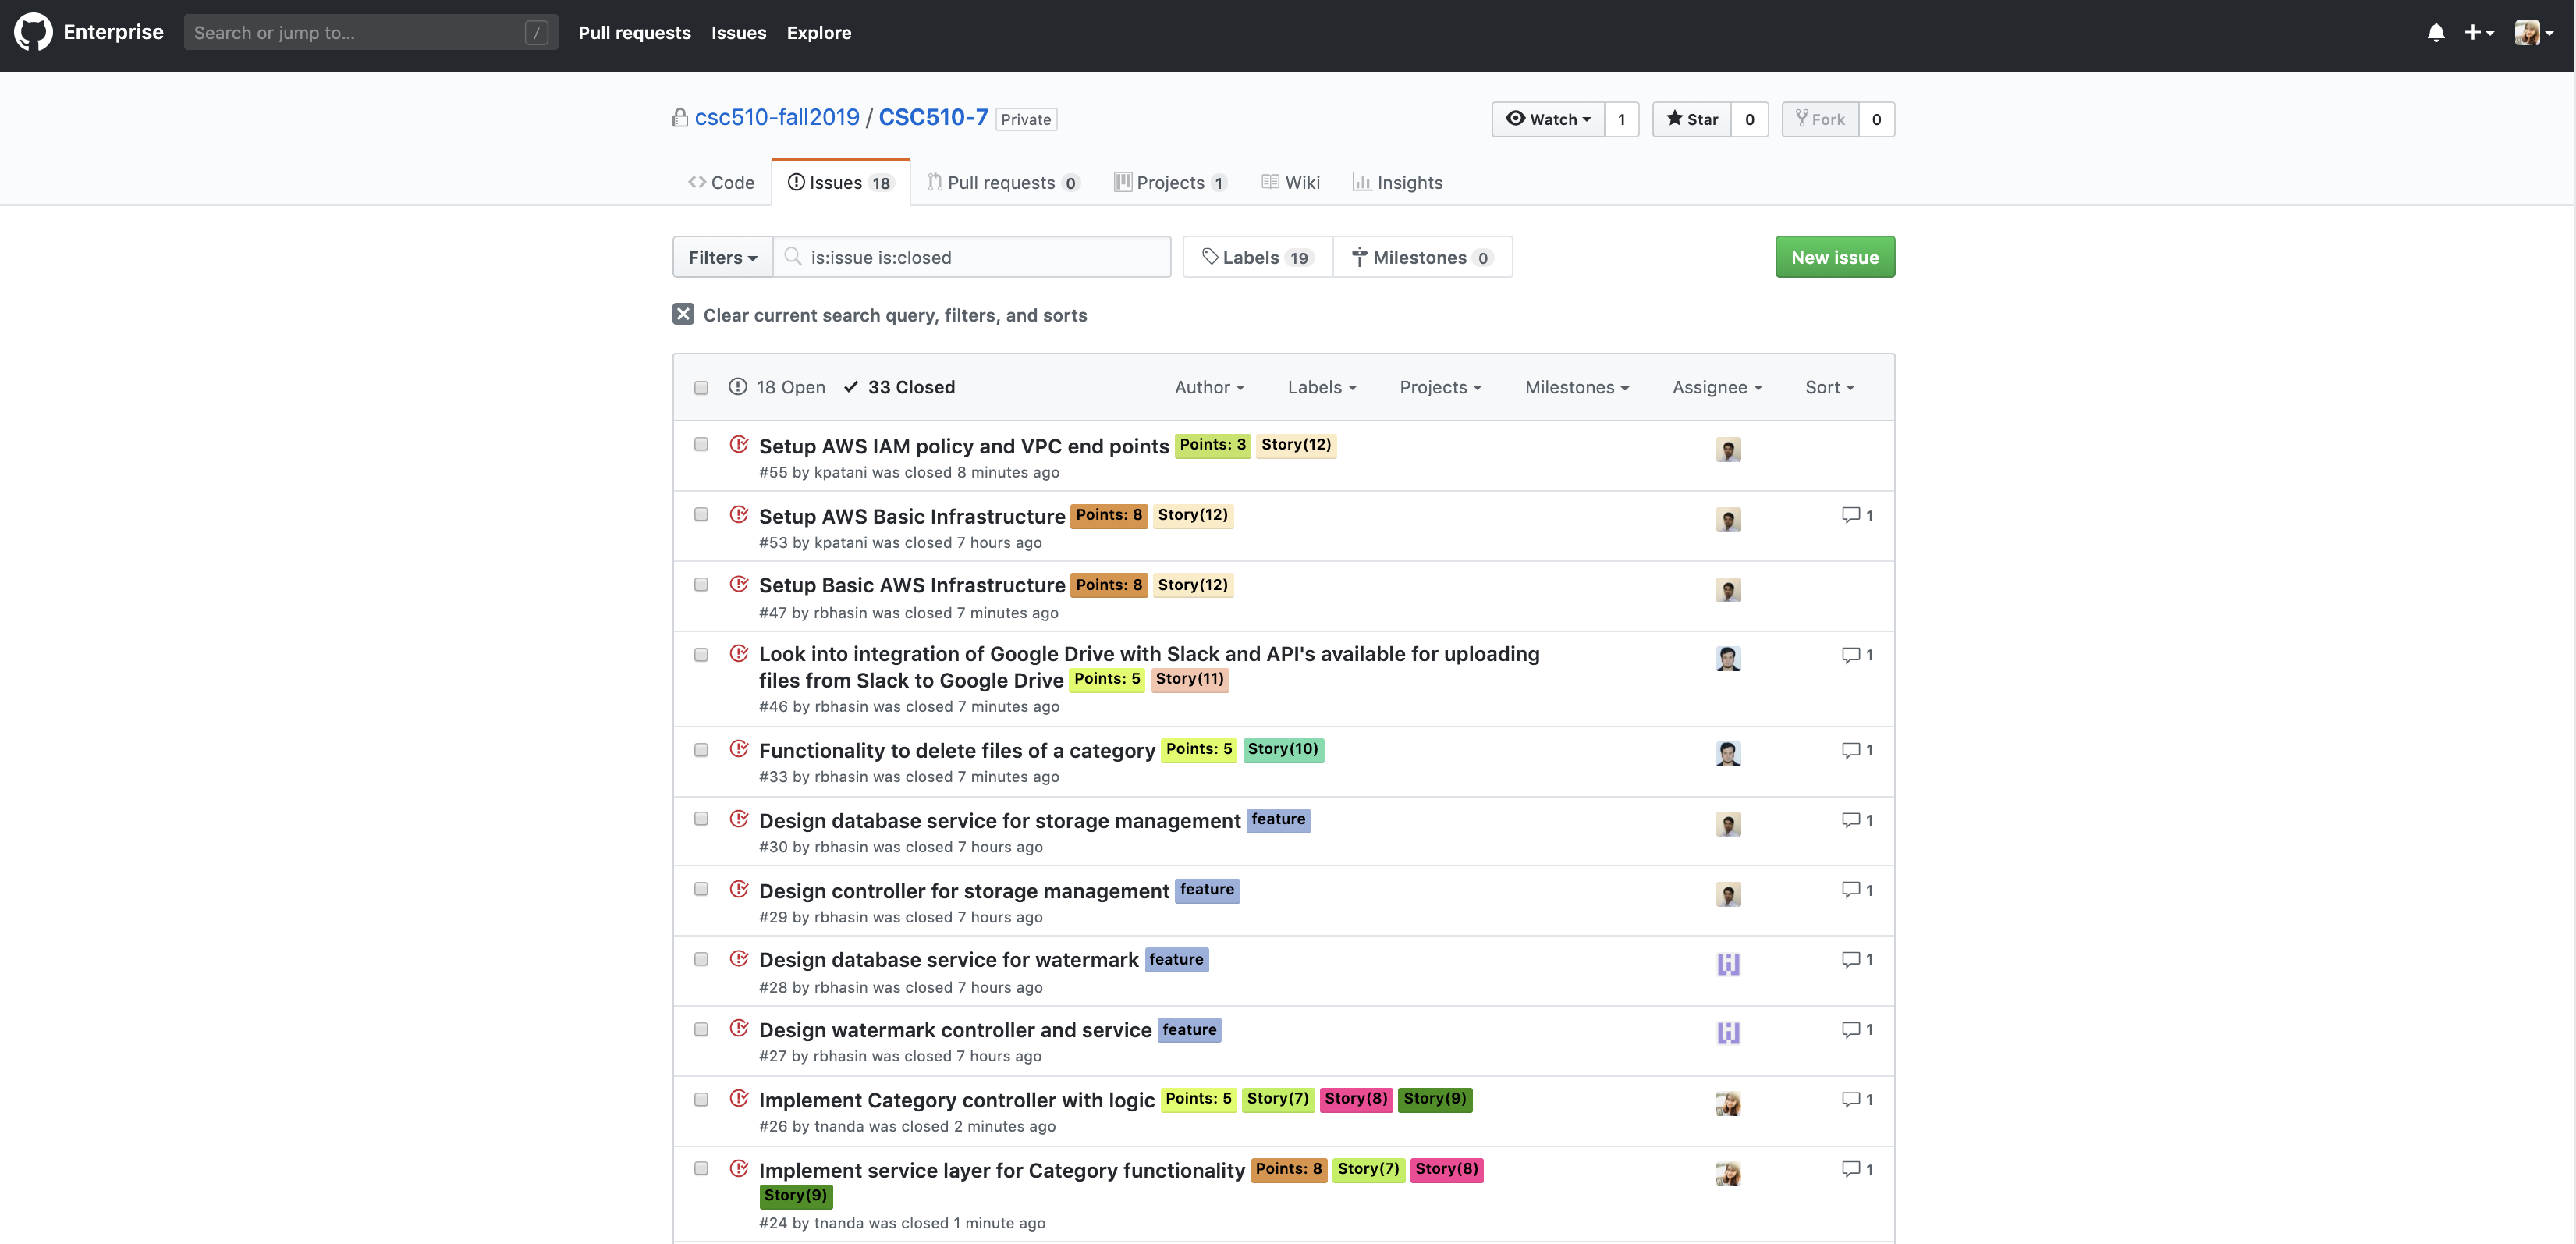 Enterprise Search or jump to... / Pull requests Issues Explore
csc510-fall2019 / CSC510-7 Private Watch 1 Star 0 Fork 0
Code Issues 18 Pull requests 0 Projects 1 Wiki Insights
Filters is:issue is:closed Labels 19 Milestones 0 New issue
Clear current search query, filters, and sorts
18 Open 33 Closed Author Labels Projects Milestones Assignee Sort
Setup AWS IAM policy and VPC end points Points: 3 Story(12)
#55 by kpatani was closed 8 minutes ago
Setup AWS Basic Infrastructure Points: 8 Story(12) 1
#53 by kpatani was closed 7 hours ago
Setup Basic AWS Infrastructure Points: 8 Story(12)
#47 by rbhasin was closed 7 minutes ago
Look into integration of Google Drive with Slack and API's available for uploading 1
files from Slack to Google Drive Points: 5 Story(11)
#46 by rbhasin was closed 7 minutes ago
Functionality to delete files of a category Points: 5 Story(10) 1
#33 by rbhasin was closed 7 minutes ago
Design database service for storage management feature 1
#30 by rbhasin was closed 7 hours ago
Design controller for storage management feature 1
#29 by rbhasin was closed 7 hours ago
Design database service for watermark feature 1
#28 by rbhasin was closed 7 hours ago
Design watermark controller and service feature 1
#27 by rbhasin was closed 7 hours ago
Implement Category controller with logic Points: 5 Story(7) Story(8) Story(9) 1
#26 by tnanda was closed 2 minutes ago
Implement service layer for Category functionality Points: 8 Story(7) Story(8) 1
Story(9)
#24 by tnanda was closed 1 minute ago